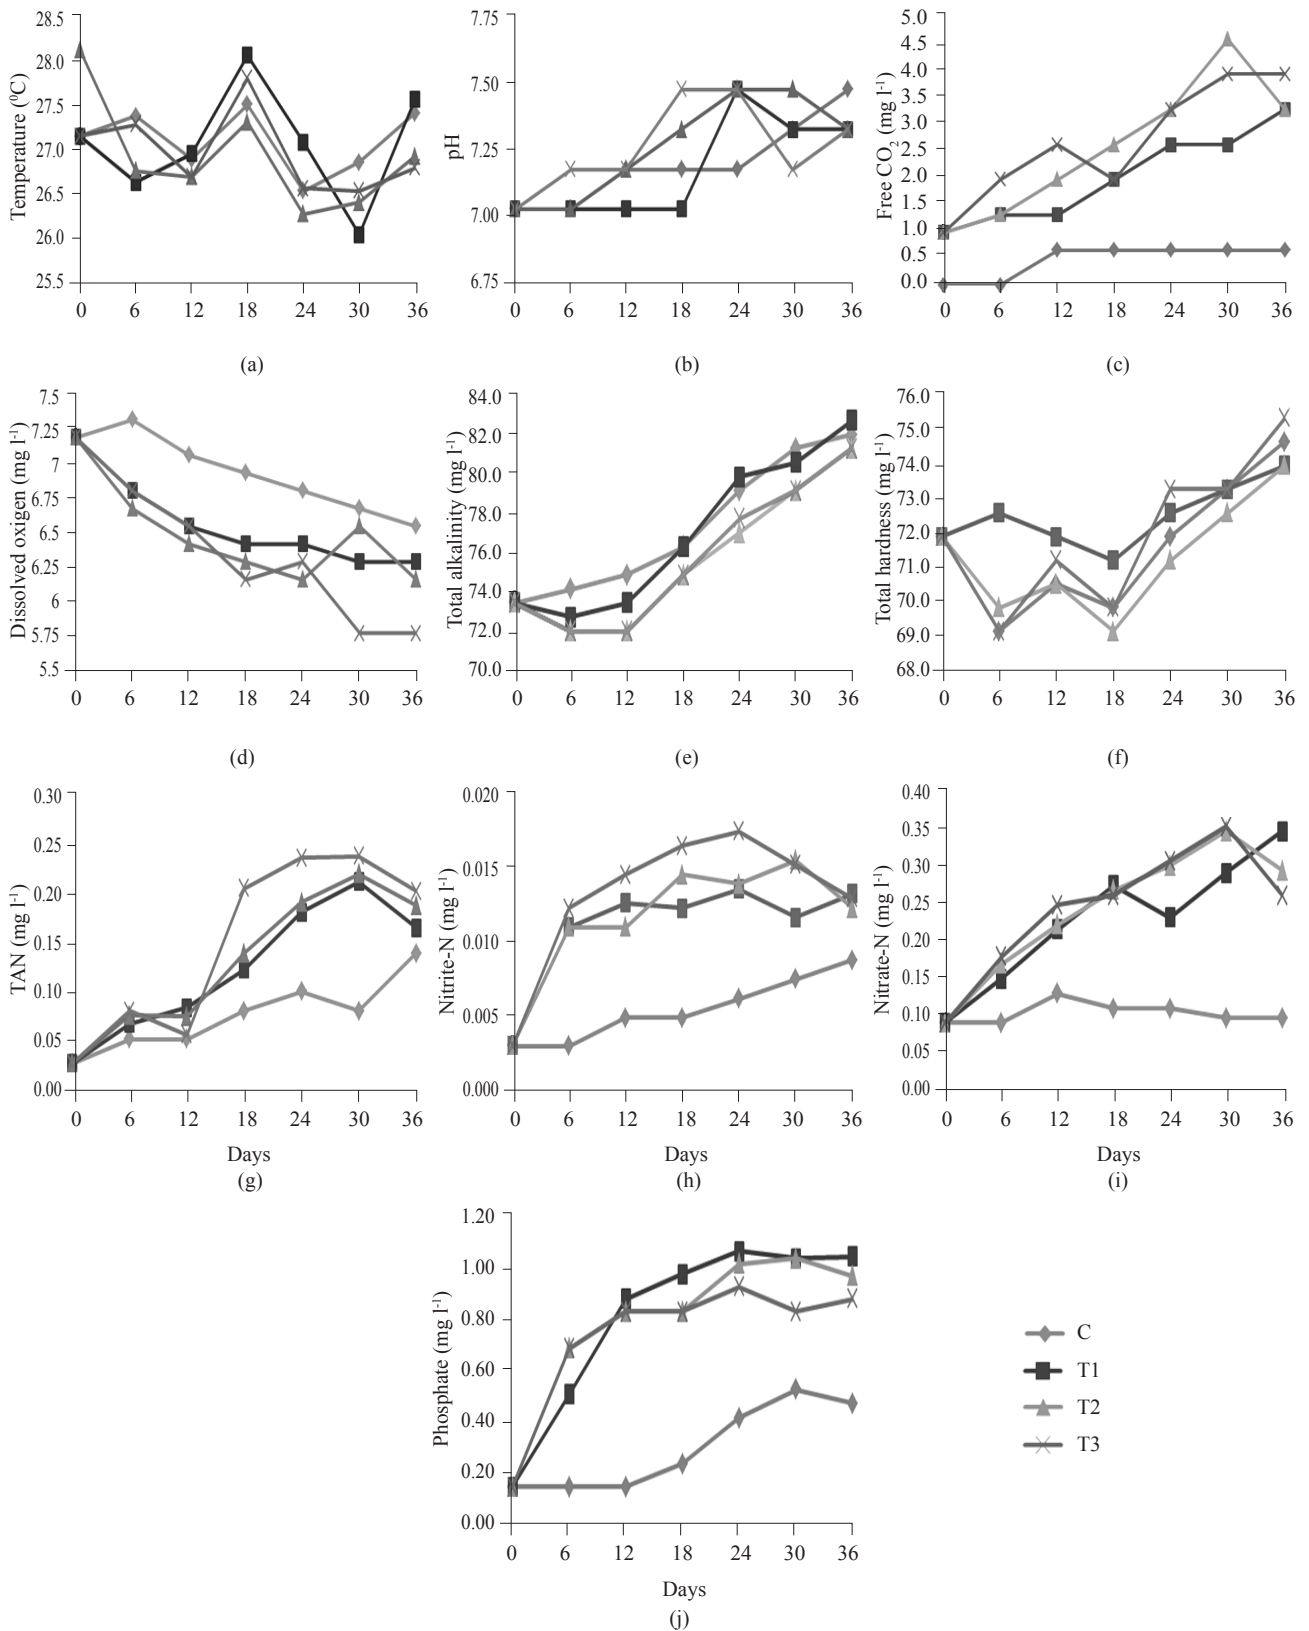 Temperature (⁰C)
28.5
28.0
27.5
27.0
26.5
26.0
25.5
0 6 12 18 24 30 36
(a)
pH
7.75
7.50
7.25
7.00
6.75
0 6 12 18 24 30 36
(b)
Free CO₂ (mg l⁻¹)
5.0
4.5
4.0
3.5
3.0
2.5
2.0
1.5
1.0
0.5
0.0
0 6 12 18 24 30 36
(c)
Dissolved oxigen (mg l⁻¹)
7.5
7.25
7
6.75
6.5
6.25
6
5.75
5.5
0 6 12 18 24 30 36
(d)
Total alkalinity (mg l⁻¹)
84.0
82.0
80.0
78.0
76.0
74.0
72.0
70.0
0 6 12 18 24 30 36
(e)
Total hardness (mg l⁻¹)
76.0
75.0
74.0
73.0
72.0
71.0
70.0
69.0
68.0
0 6 12 18 24 30 36
(f)
TAN (mg l⁻¹)
0.30
0.25
0.20
0.15
0.10
0.05
0.00
0 6 12 18 24 30 36
Days
(g)
Nitrite-N (mg l⁻¹)
0.020
0.015
0.010
0.005
0.000
0 6 12 18 24 30 36
Days
(h)
Nitrate-N (mg l⁻¹)
0.40
0.35
0.30
0.25
0.20
0.15
0.10
0.05
0.00
0 6 12 18 24 30 36
Days
(i)
Phosphate (mg l⁻¹)
1.20
1.00
0.80
0.60
0.40
0.20
0.00
0 6 12 18 24 30 36
Days
(j)
C
T1
T2
T3